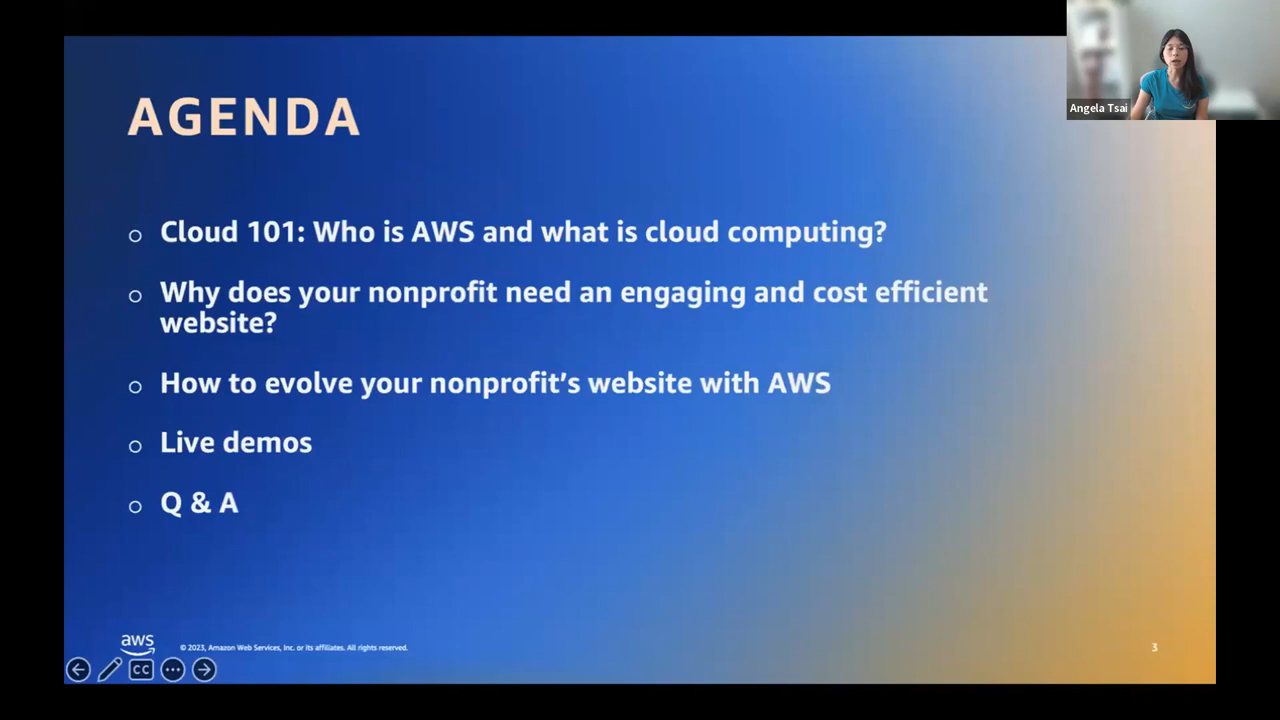 Angela Tsai
AGENDA
Cloud 101: Who is AWS and what is cloud computing?
Why does your nonprofit need an engaging and cost efficient
website?
How to evolve your nonprofit's website with AWS
Live demos
Q & A
aws
© 2023, Amazon Web Services, Inc. or its affiliates. All rights reserved.
3
CC